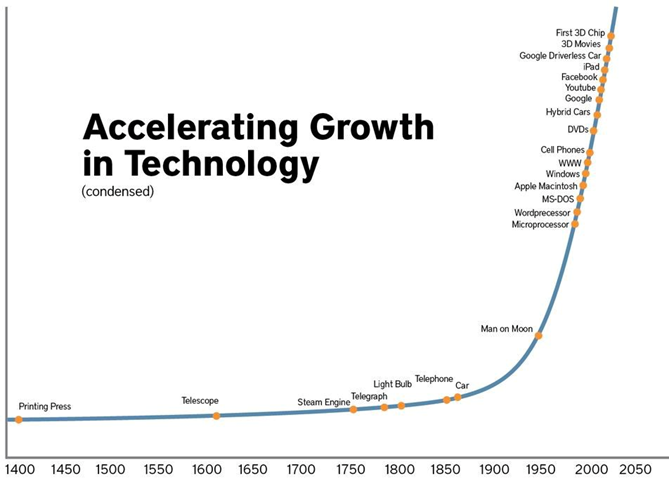 Accelerating Growth
in Technology
(condensed)
First 3D Chip
3D Movies
Google Driverless Car
iPad
Facebook
Youtube
Google
Hybrid Cars
DVDs
Cell Phones
WWW
Windows
Apple Macintosh
MS-DOS
Wordprecessor
Microprocessor
Man on Moon
Telephone
Car
Light Bulb
Telegraph
Steam Engine
Telescope
Printing Press
1400 1450 1500 1550 1600 1650 1700 1750 1800 1850 1900 1950 2000 2050